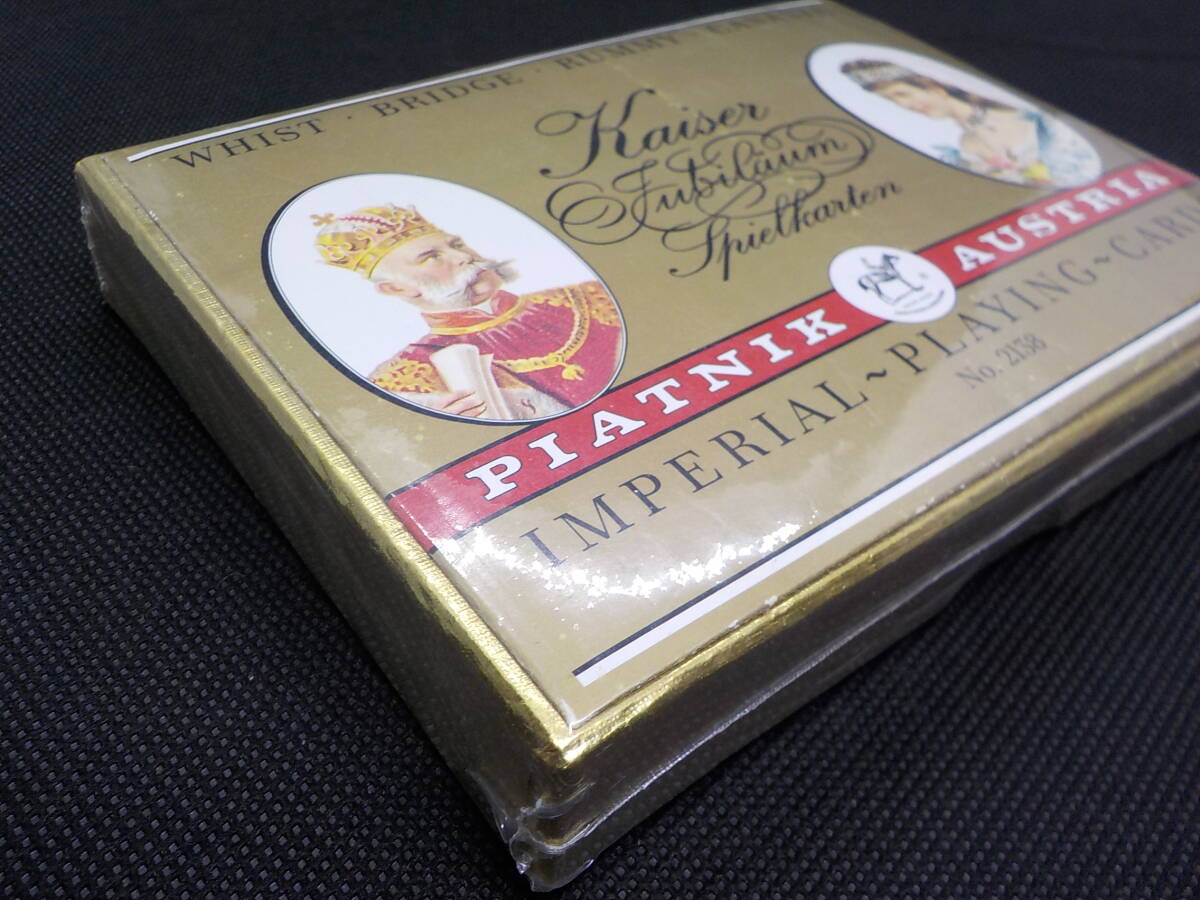 WHIST · BRIDGE · RUMMY ·
Kaiser
Jubiläum
Spielkarten
PIATNIK AUSTRIA
IMPERIAL~PLAYING~CARD
No. 2138